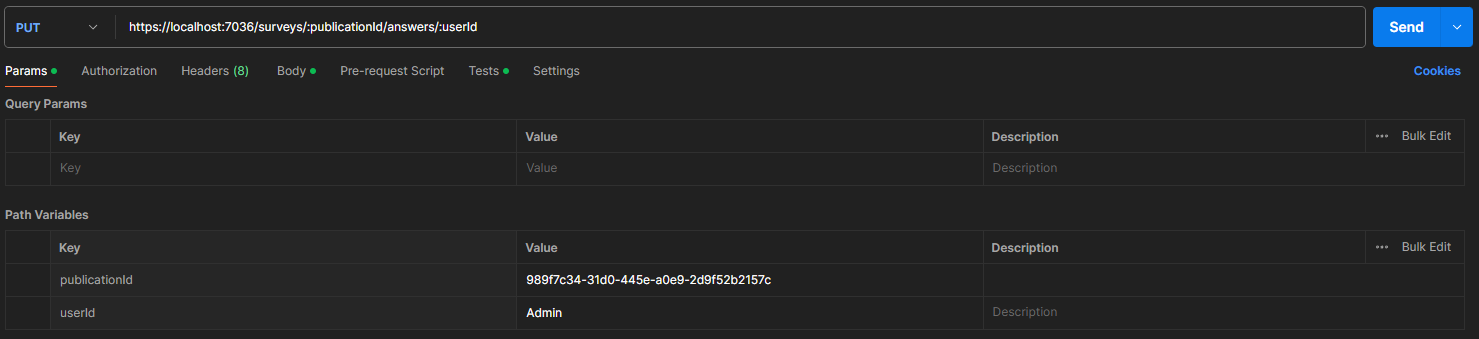 PUT https://localhost:7036/surveys/:publicationId/answers/:userId Send
Params Authorization Headers (8) Body Pre-request Script Tests Settings Cookies
Query Params
Key Value Description ••• Bulk Edit
Key Value Description
Path Variables
Key Value Description ••• Bulk Edit
publicationId 989f7c34-31d0-445e-a0e9-2d9f52b2157c
userId Admin Description